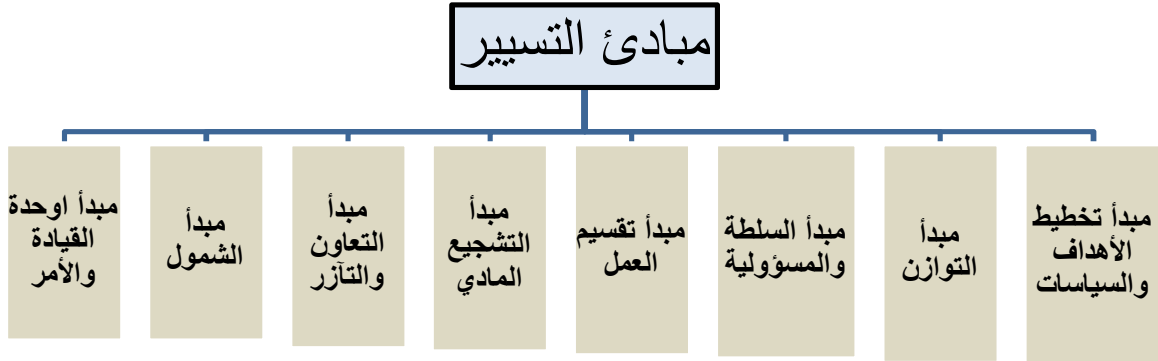 مبادئ التسيير
مبدأ تخطيط
الأهداف
والسياسات
مبدأ
التوازن
مبدأ السلطة
والمسؤولية
مبدأ تقسيم
العمل
مبدأ
التشجيع
المادي
مبدأ
التعاون
والتآزر
مبدأ
الشمول
مبدأ اوحدة
القيادة
والأمر